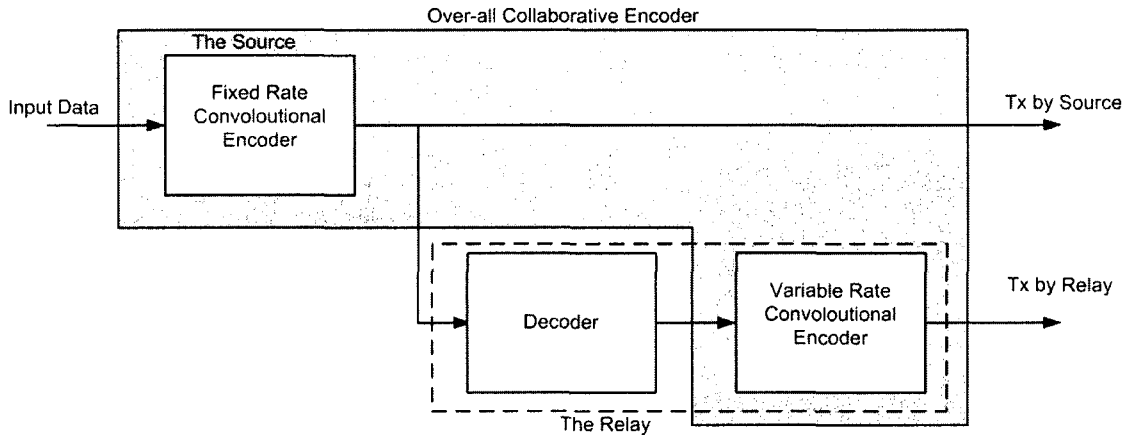 Over-all Collaborative Encoder
The Source
Input Data
Fixed Rate
Convoloutional
Encoder
Tx by Source
Decoder
Variable Rate
Convoloutional
Encoder
Tx by Relay
The Relay